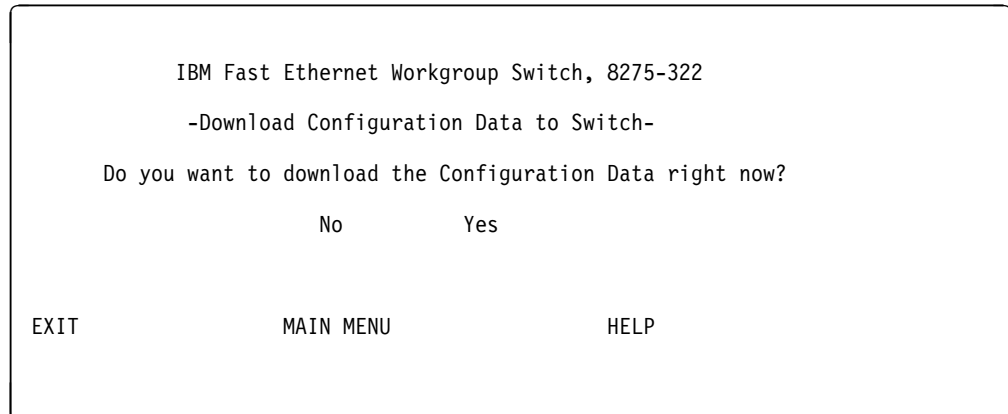 IBM Fast Ethernet Workgroup Switch, 8275-322
-Download Configuration Data to Switch-
Do you want to download the Configuration Data right now?
No Yes
EXIT MAIN MENU HELP